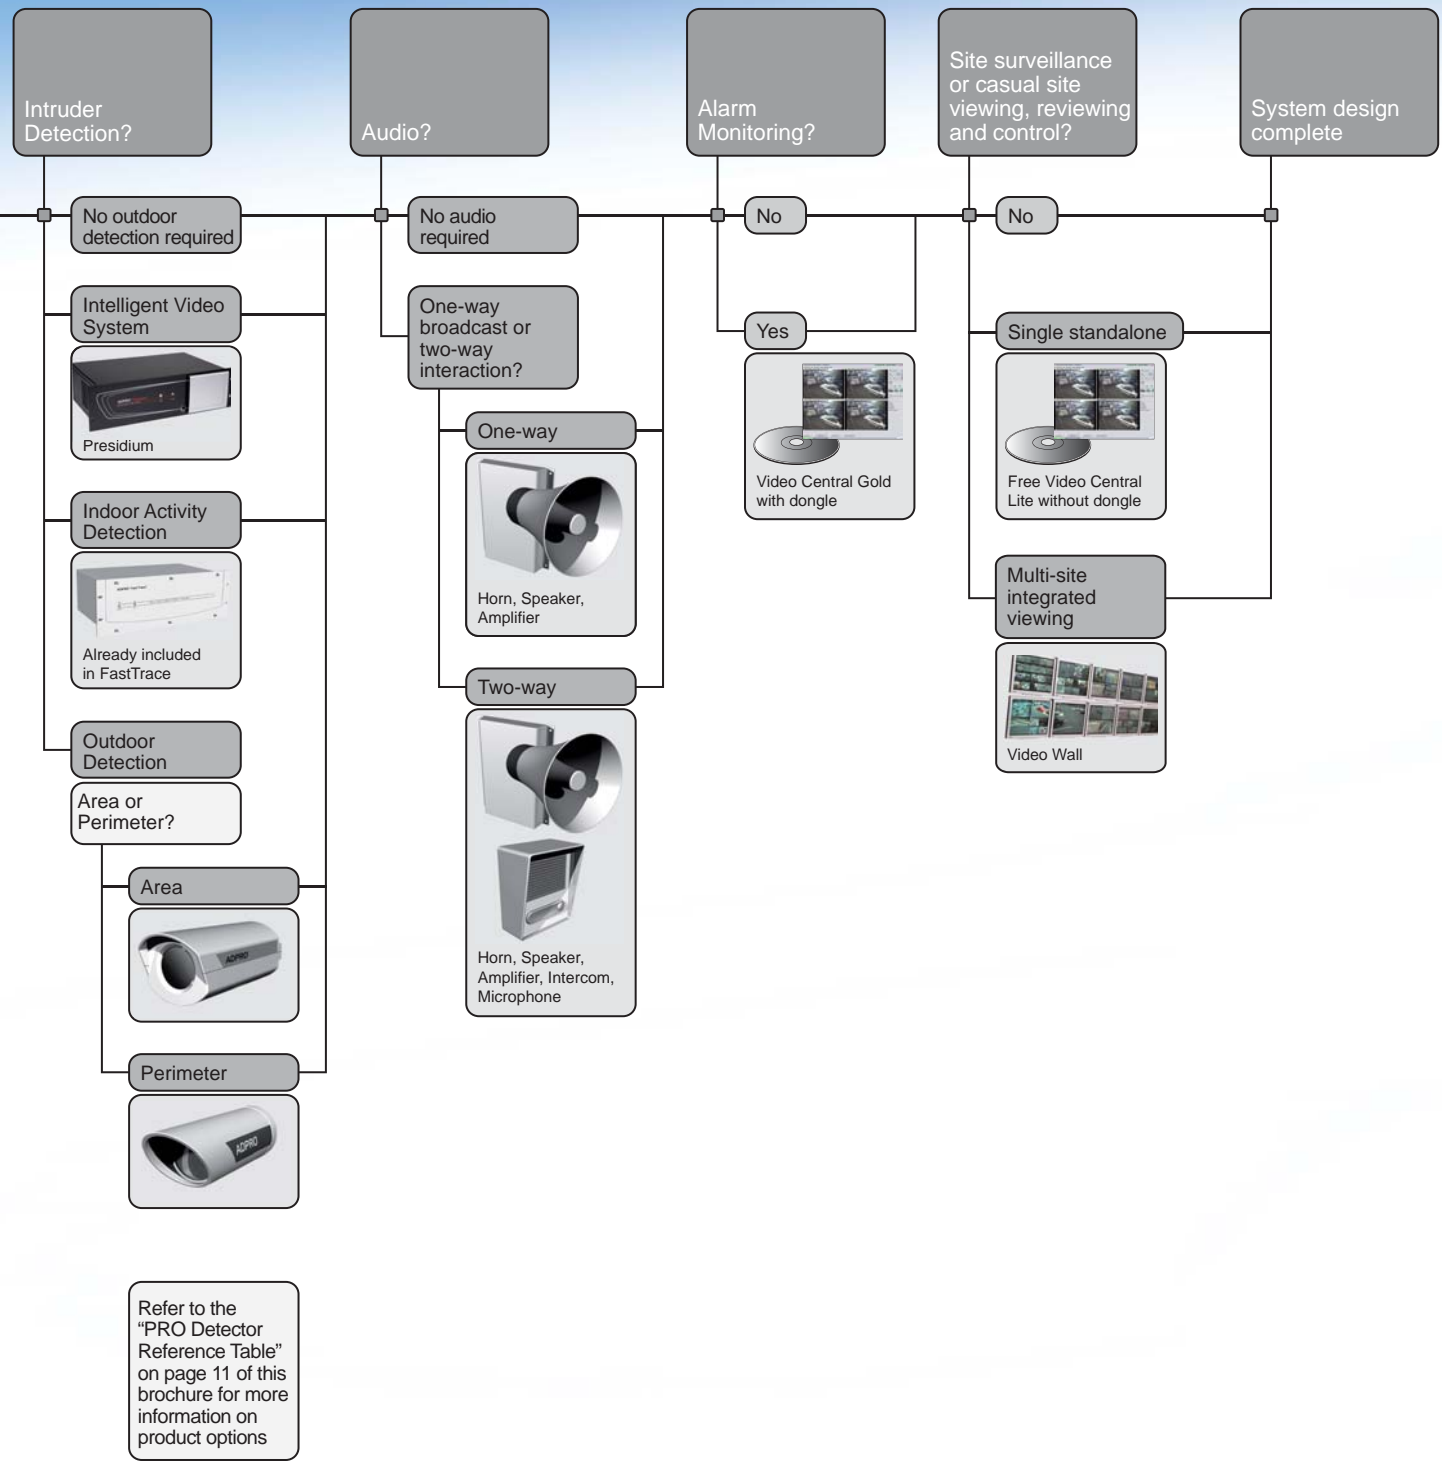 Intruder
Detection?
Audio?
Alarm
Monitoring?
Site surveillance
or casual site
viewing, reviewing
and control?
System design
complete
No outdoor
detection required
Intelligent Video
System
Presidium
Indoor Activity
Detection
Already included
in FastTrace
Outdoor
Detection
Area or
Perimeter?
Area
ADPRO
Perimeter
ADPRO
Refer to the
“PRO Detector
Reference Table”
on page 11 of this
brochure for more
information on
product options
No audio
required
One-way
broadcast or
two-way
interaction?
One-way
Horn, Speaker,
Amplifier
Two-way
Horn, Speaker,
Amplifier, Intercom,
Microphone
No
Yes
Video Central Gold
with dongle
No
Single standalone
Free Video Central
Lite without dongle
Multi-site
integrated
viewing
Video Wall